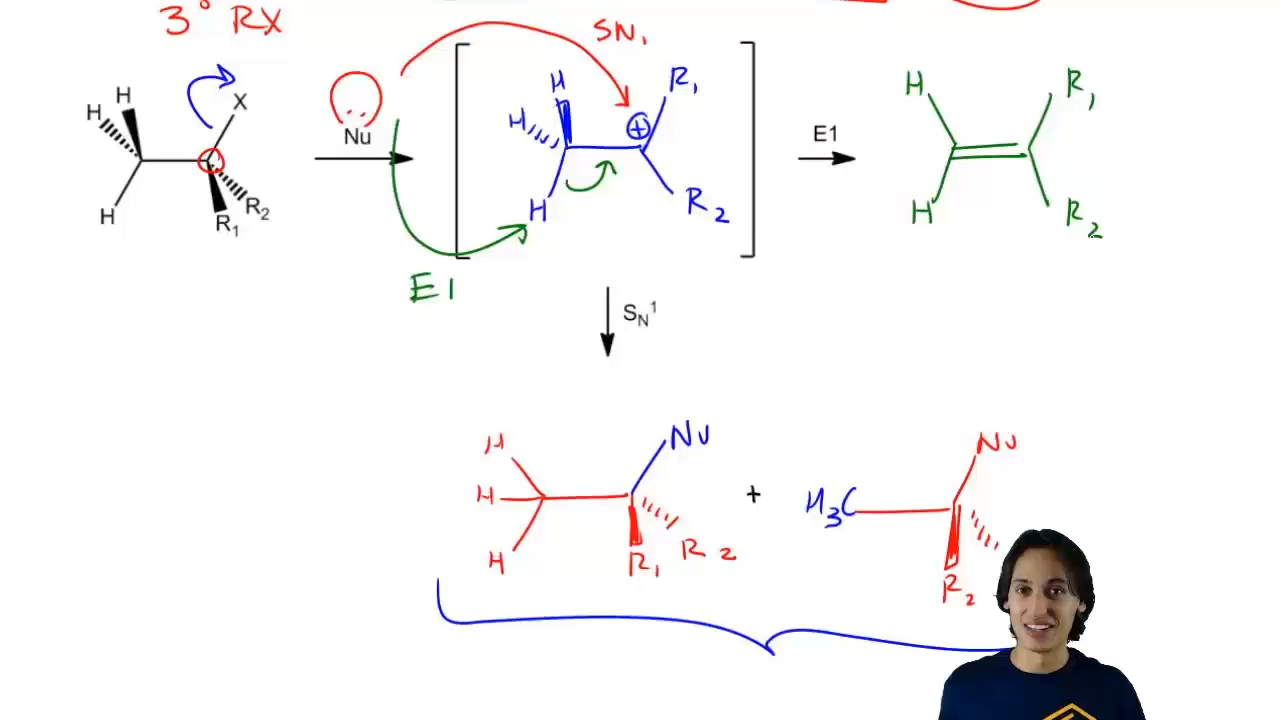 3° RX
SN1
H H X
H R1 R2
Nu
E1
H H H R1 R2
+
E1
H H R1 R2
SN1
H H H Nu R1 R2
+
H3C Nu R2